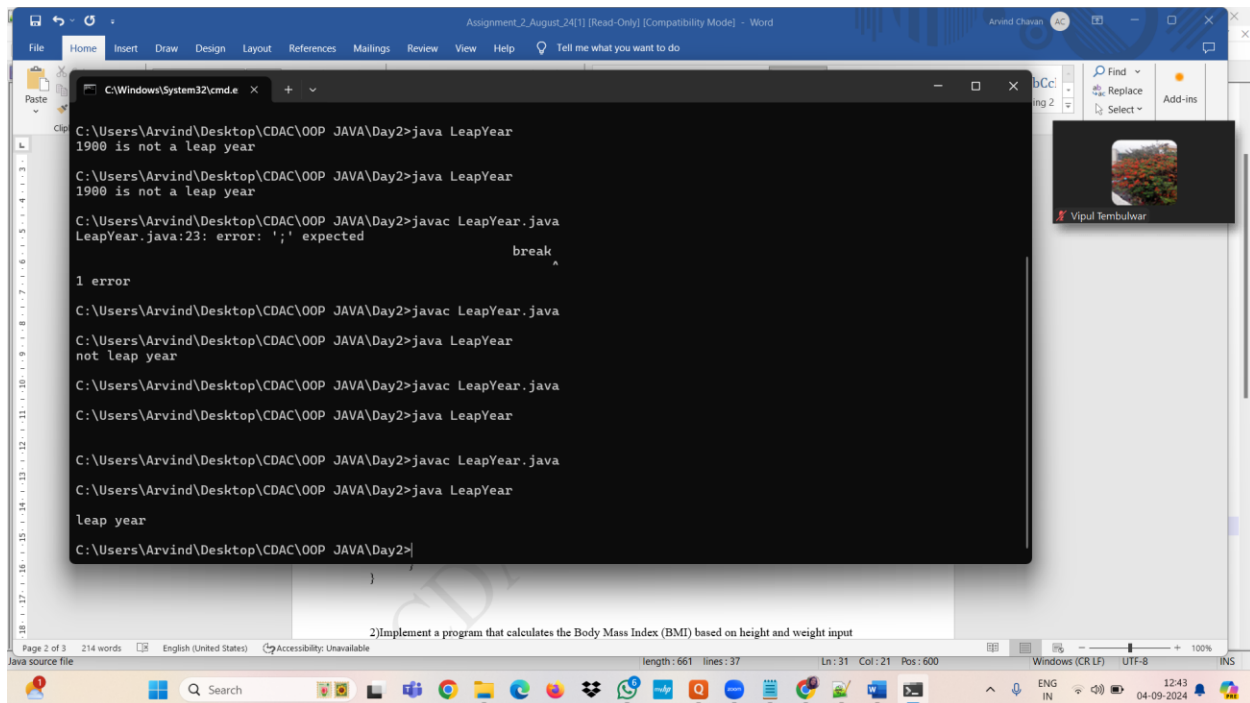 Assignment_2_August_24[1] [Read-Only] [Compatibility Mode] - Word
Arvind Chavan AC
File Home Insert Draw Design Layout References Mailings Review View Help Tell me what you want to do
Paste
Find
Replace
Select
Add-ins
C:\Windows\System32\cmd.e
C:\Users\Arvind\Desktop\CDAC\OOP JAVA\Day2>java LeapYear
1900 is not a leap year
C:\Users\Arvind\Desktop\CDAC\OOP JAVA\Day2>java LeapYear
1900 is not a leap year
C:\Users\Arvind\Desktop\CDAC\OOP JAVA\Day2>javac LeapYear.java
LeapYear.java:23: error: ';' expected
break
^
1 error
C:\Users\Arvind\Desktop\CDAC\OOP JAVA\Day2>javac LeapYear.java
C:\Users\Arvind\Desktop\CDAC\OOP JAVA\Day2>java LeapYear
not leap year
C:\Users\Arvind\Desktop\CDAC\OOP JAVA\Day2>javac LeapYear.java
C:\Users\Arvind\Desktop\CDAC\OOP JAVA\Day2>java LeapYear
C:\Users\Arvind\Desktop\CDAC\OOP JAVA\Day2>javac LeapYear.java
C:\Users\Arvind\Desktop\CDAC\OOP JAVA\Day2>java LeapYear
leap year
C:\Users\Arvind\Desktop\CDAC\OOP JAVA\Day2>
Vipul Tembulwar
}
2)Implement a program that calculates the Body Mass Index (BMI) based on height and weight input
Page 2 of 3 214 words English (United States) Accessibility: Unavailable 100%
Java source file length : 661 lines : 37 Ln : 31 Col : 21 Pos : 600 Windows (CR LF) UTF-8 INS
Search
ENG
IN
12:43
04-09-2024